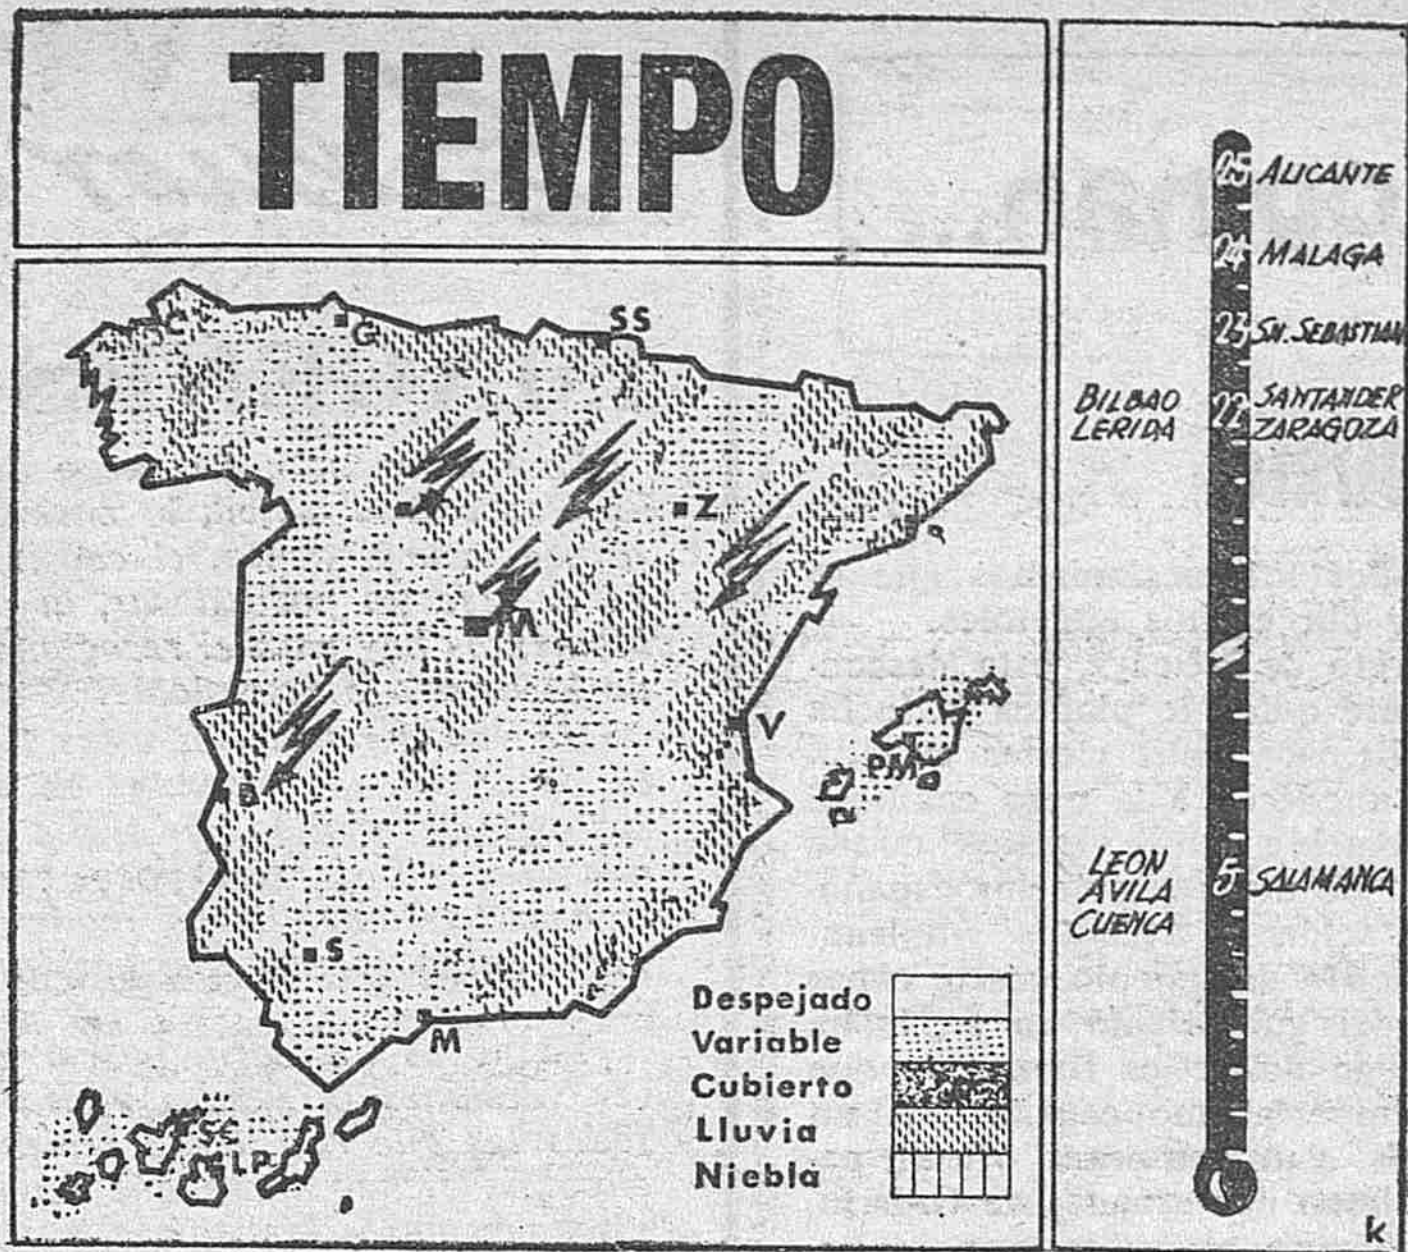 TIEMPO
C
G
SS
Z
M
V
PM
B
S
M
SC
LP
Despejado
Variable
Cubierto
Lluvia
Niebla
25 ALICANTE
24 MALAGA
23 SN. SEBASTIAN
BILBAO 22 SANTANDER
LERIDA ZARAGOZA
LEON
AVILA 5 SALAMANCA
CUENCA
k